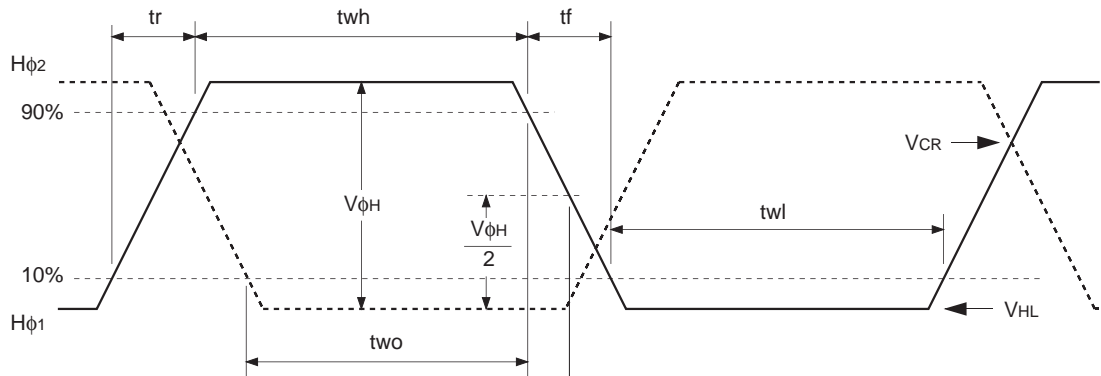 tr twh tf
Hϕ2
90%
VCR
VϕH
twl
VϕH
2
10%
Hϕ1
VHL
two